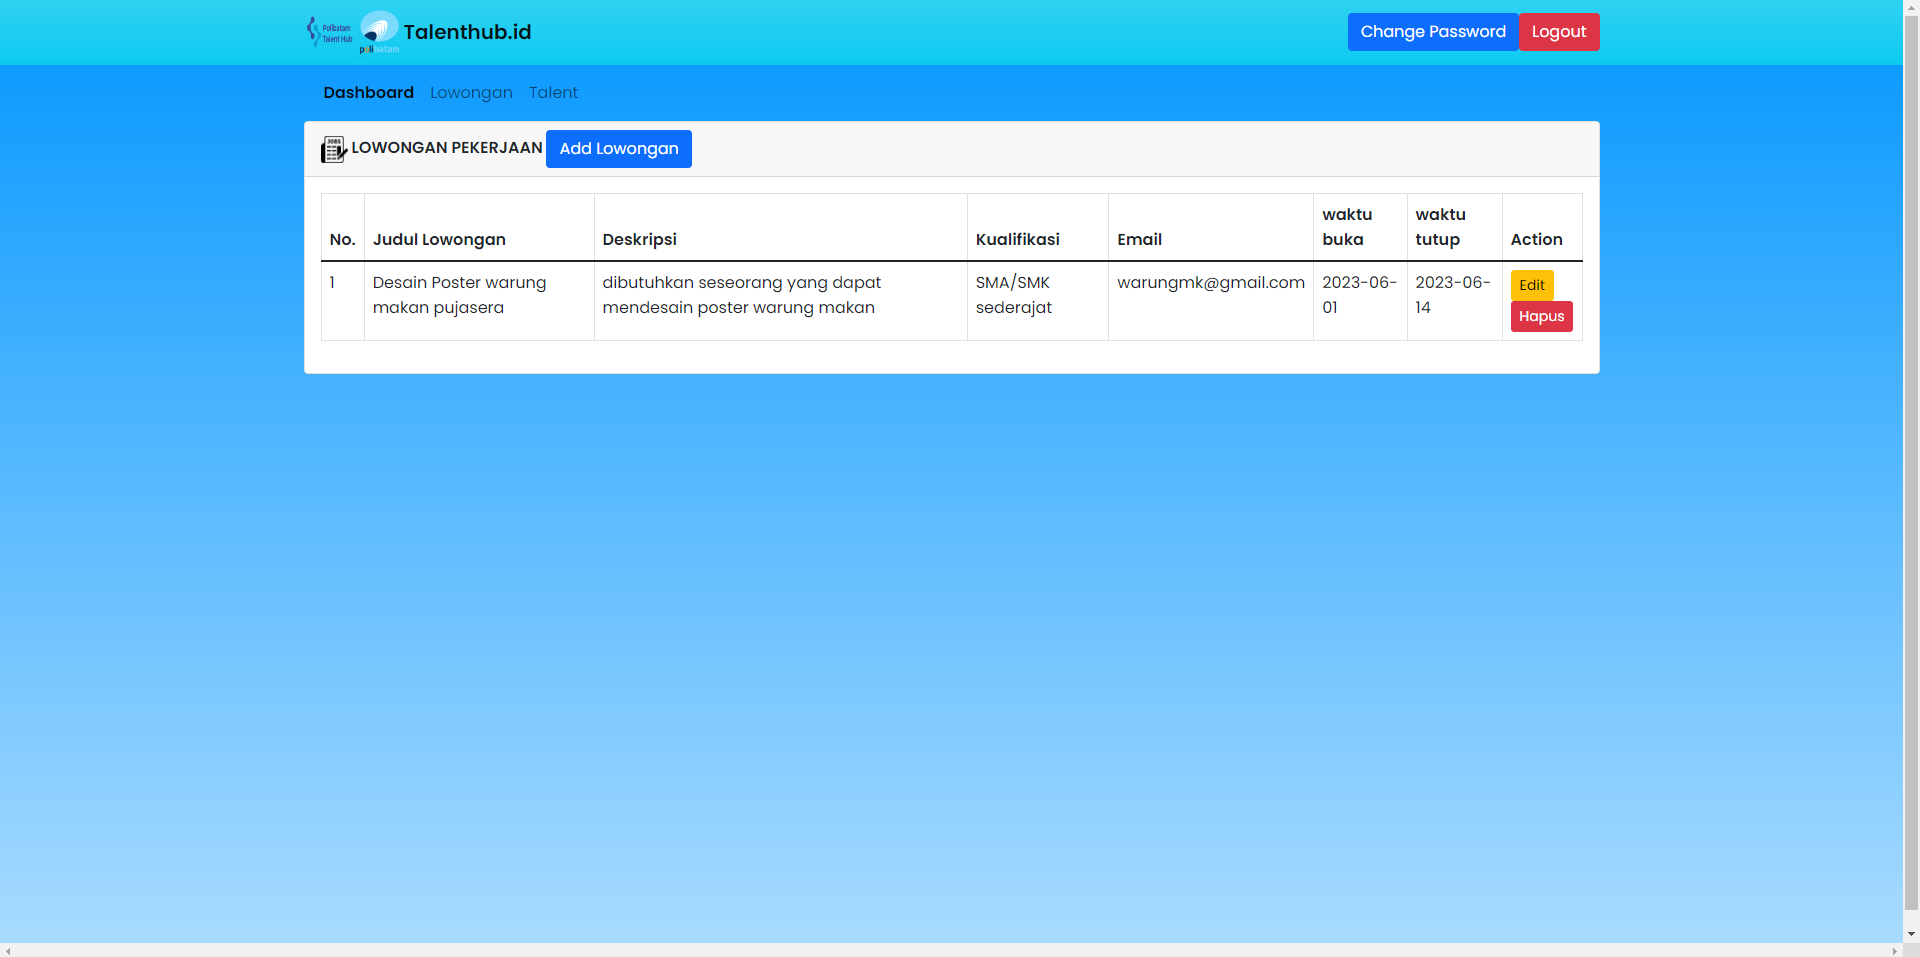 Polibatam
Talent Hub
polibatam
Talenthub.id
Change Password
Logout
Dashboard
Lowongan
Talent
JOBS
LOWONGAN PEKERJAAN
Add Lowongan
No.
Judul Lowongan
Deskripsi
Kualifikasi
Email
waktu
buka
waktu
tutup
Action
1
Desain Poster warung
makan pujasera
dibutuhkan seseorang yang dapat
mendesain poster warung makan
SMA/SMK
sederajat
warungmk@gmail.com
2023-06-
01
2023-06-
14
Edit
Hapus